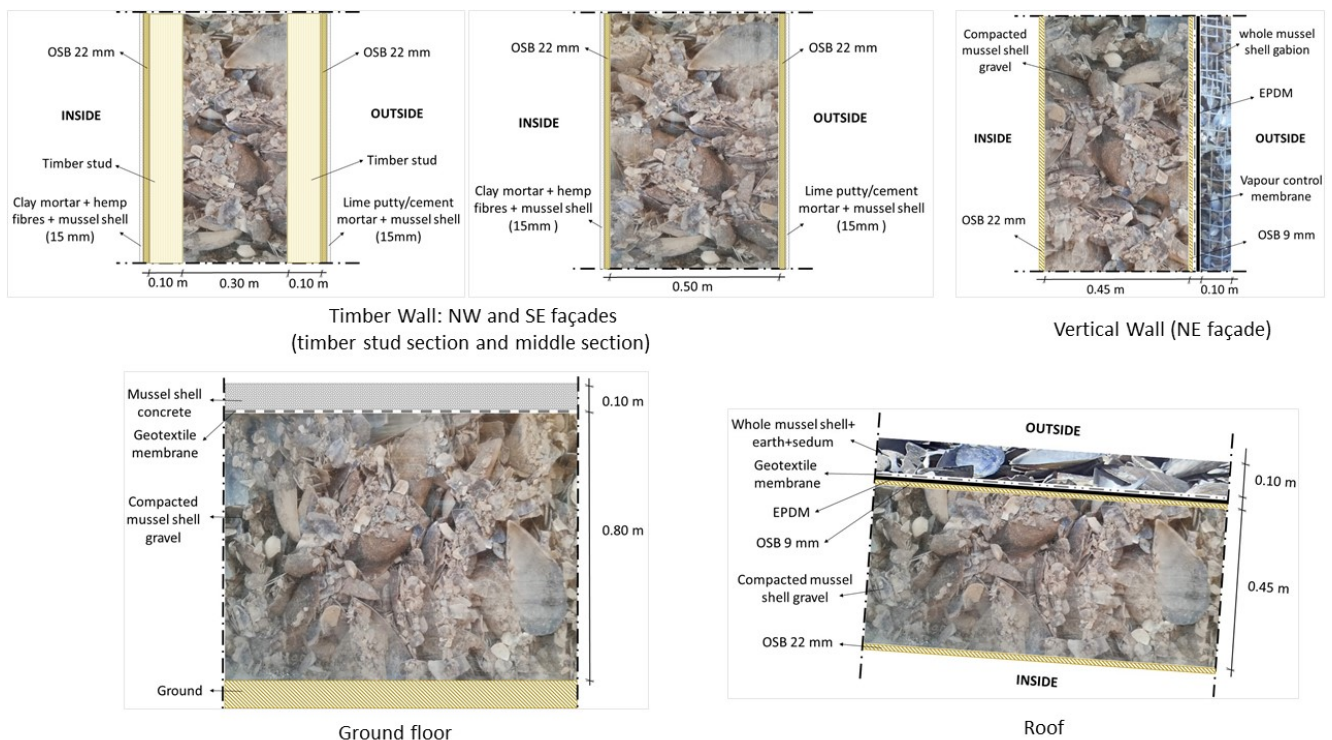 OSB 22 mm
OSB 22 mm
INSIDE
OUTSIDE
Timber stud
Timber stud
Clay mortar + hemp
fibres + mussel shell
(15 mm)
Lime putty/cement
mortar + mussel shell
(15mm)
0.10 m
0.30 m
0.10 m
OSB 22 mm
OSB 22 mm
INSIDE
OUTSIDE
Clay mortar + hemp
fibres + mussel shell
(15mm )
Lime putty/cement
mortar + mussel shell
(15mm )
0.50 m
Timber Wall: NW and SE façades
(timber stud section and middle section)
Compacted
mussel shell
gravel
whole mussel
shell gabion
EPDM
INSIDE
OUTSIDE
Vapour control
membrane
OSB 22 mm
OSB 9 mm
0.45 m
0.10 m
Vertical Wall (NE façade)
Mussel shell
concrete
Geotextile
membrane
Compacted
mussel shell
gravel
Ground
0.10 m
0.80 m
Ground floor
Whole mussel shell+
earth+sedum
OUTSIDE
Geotextile
membrane
EPDM
OSB 9 mm
Compacted mussel
shell gravel
OSB 22 mm
INSIDE
0.10 m
0.45 m
Roof